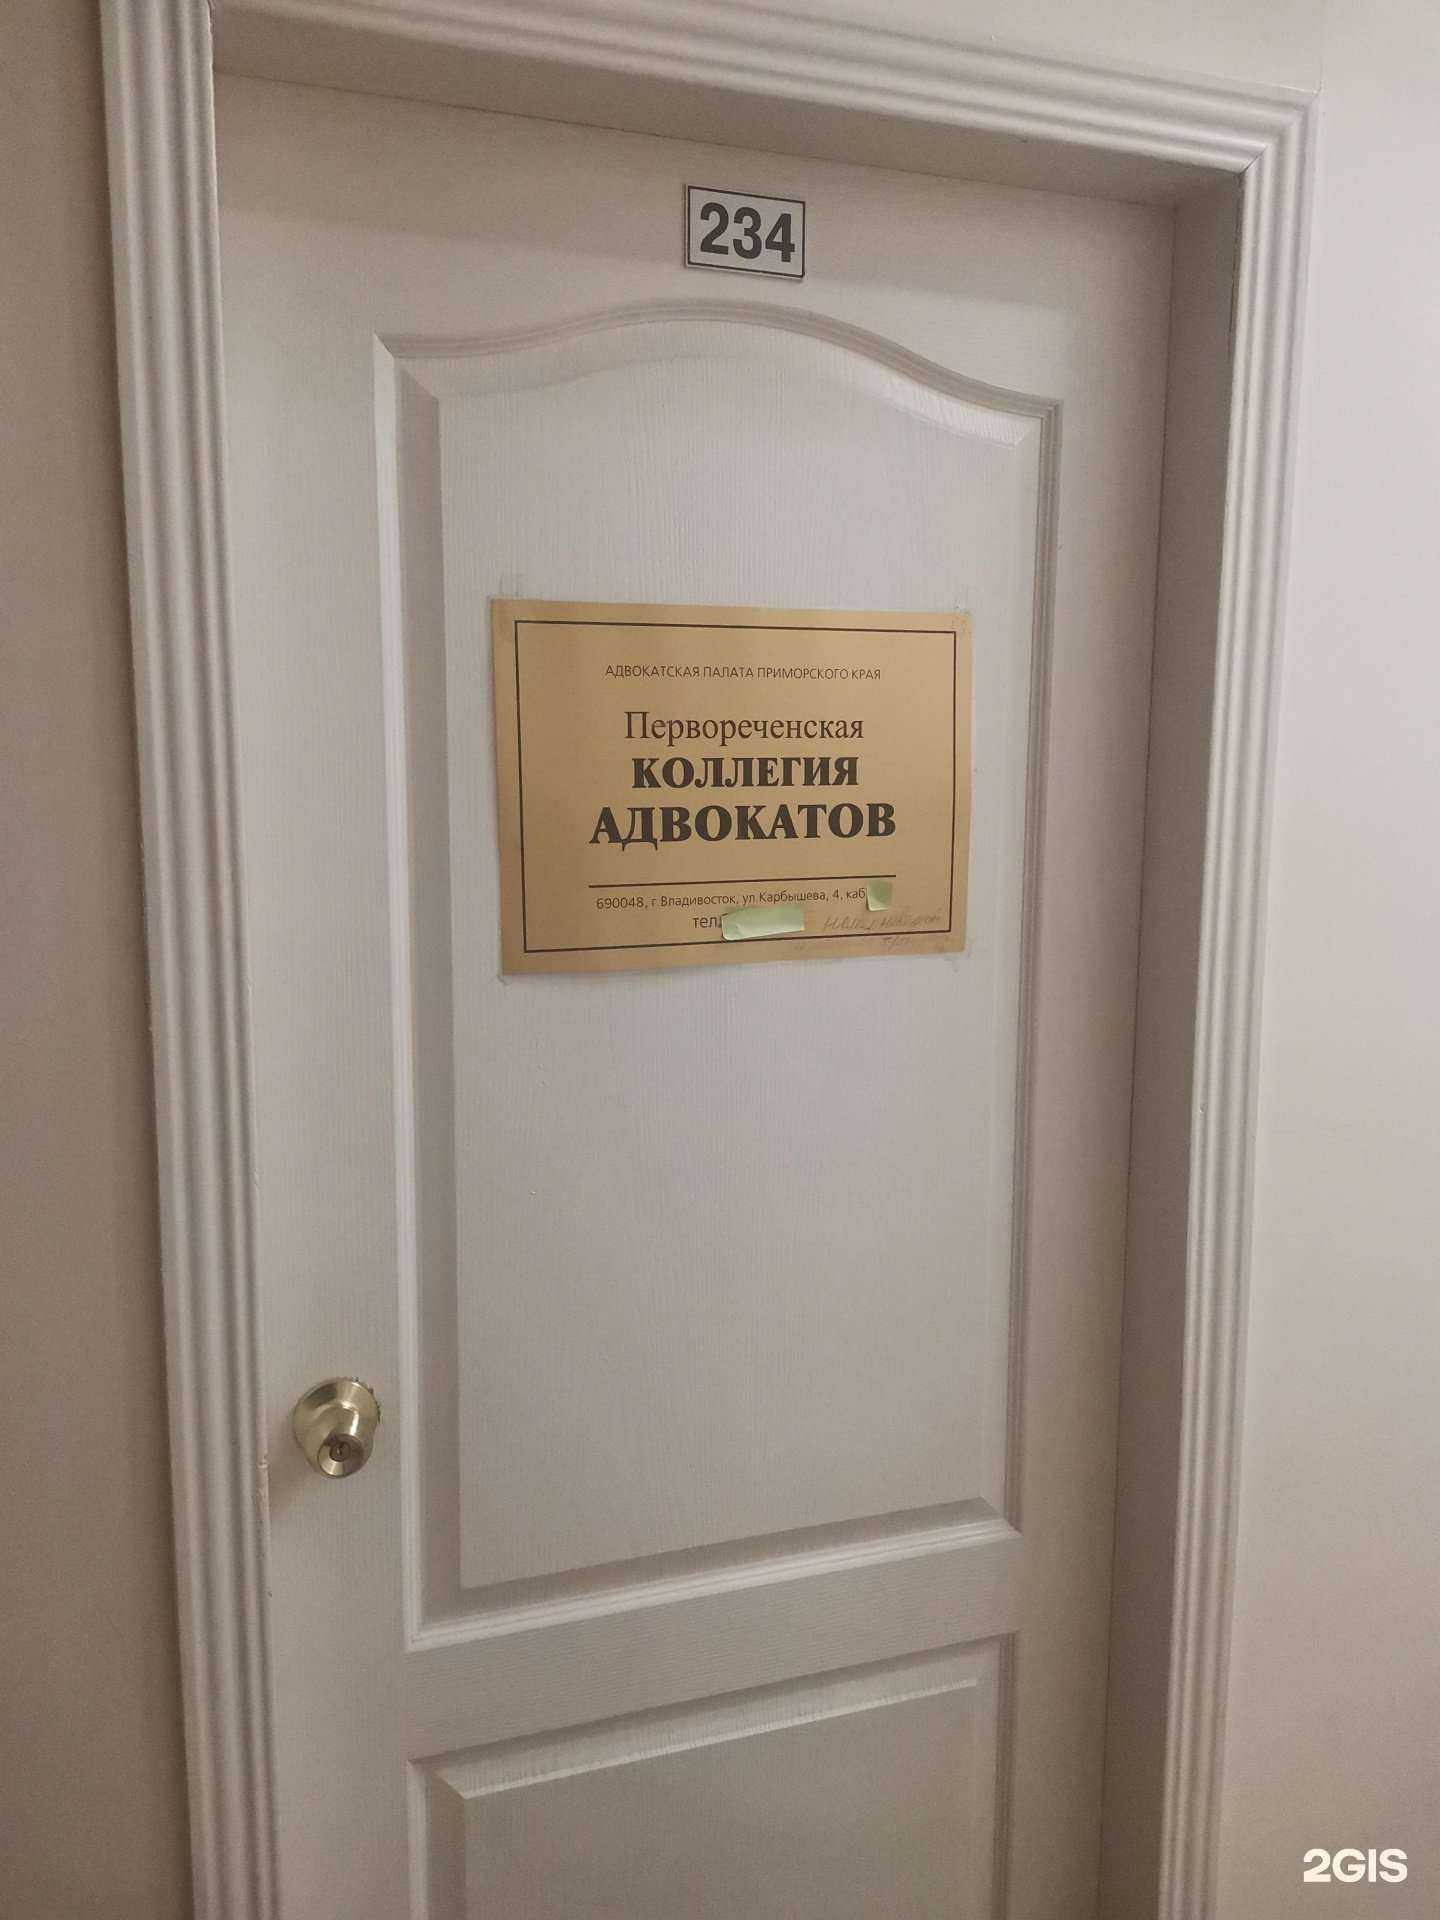 234
АДВОКАТСКАЯ ПАЛАТА ПРИМОРСКОГО КРАЯ
Первореченская
КОЛЛЕГИЯ
АДВОКАТОВ
690048, г.Владивосток, ул.Карбышева, 4, каб
тел.
2GIS